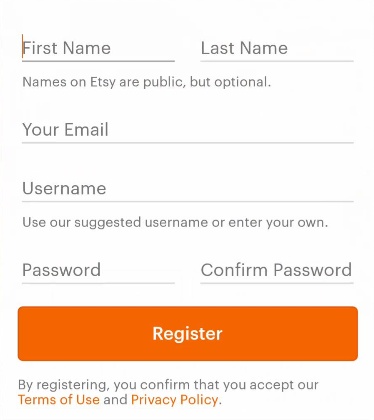 First Name Last Name
Names on Etsy are public, but optional.
Your Email
Username
Use our suggested username or enter your own.
Password Confirm Password
Register
By registering, you confirm that you accept our
Terms of Use and Privacy Policy.